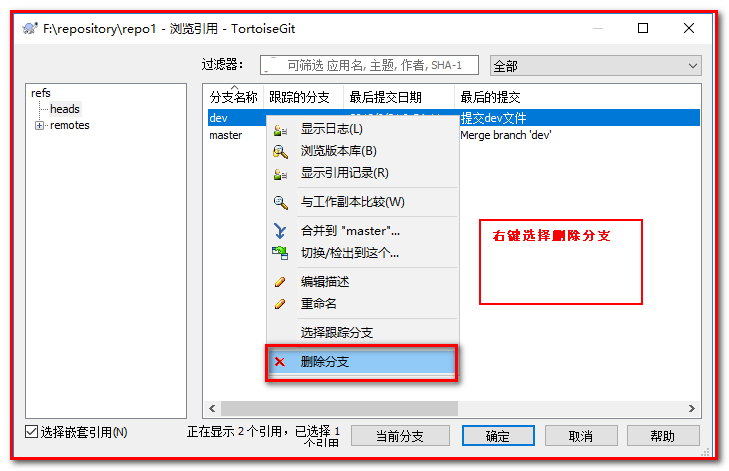 F:\repository\repo1 - 浏览引用 - TortoiseGit
过滤器：
可筛选 应用名, 主题, 作者, SHA-1
全部
refs
heads
remotes
分支名称 跟踪的分支 最后提交日期 最后的提交
dev 提交dev文件
master Merge branch 'dev'
显示日志(L)
浏览版本库(B)
显示引用记录(R)
与工作副本比较(W)
合并到 "master"...
切换/检出到这个...
编辑描述
重命名
选择跟踪分支
删除分支
右键选择删除分支
选择嵌套引用(N)
正在显示 2 个引用，已选择 1
个引用
当前分支
确定
取消
帮助